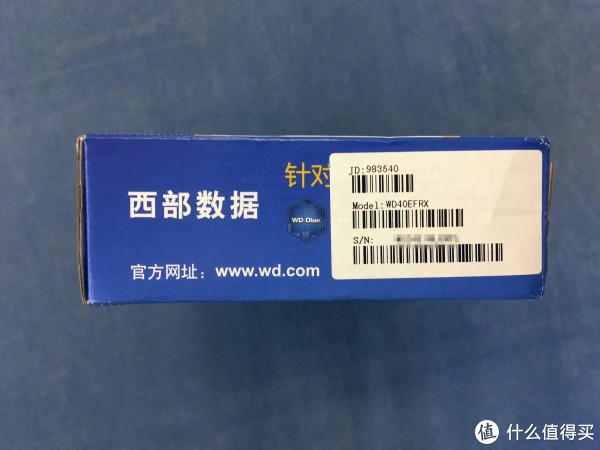 针对
西部数据
WD Blue
官方网址：www.wd.com
JD:983540
Model:WD40EFRX
S/N:
值 什么值得买